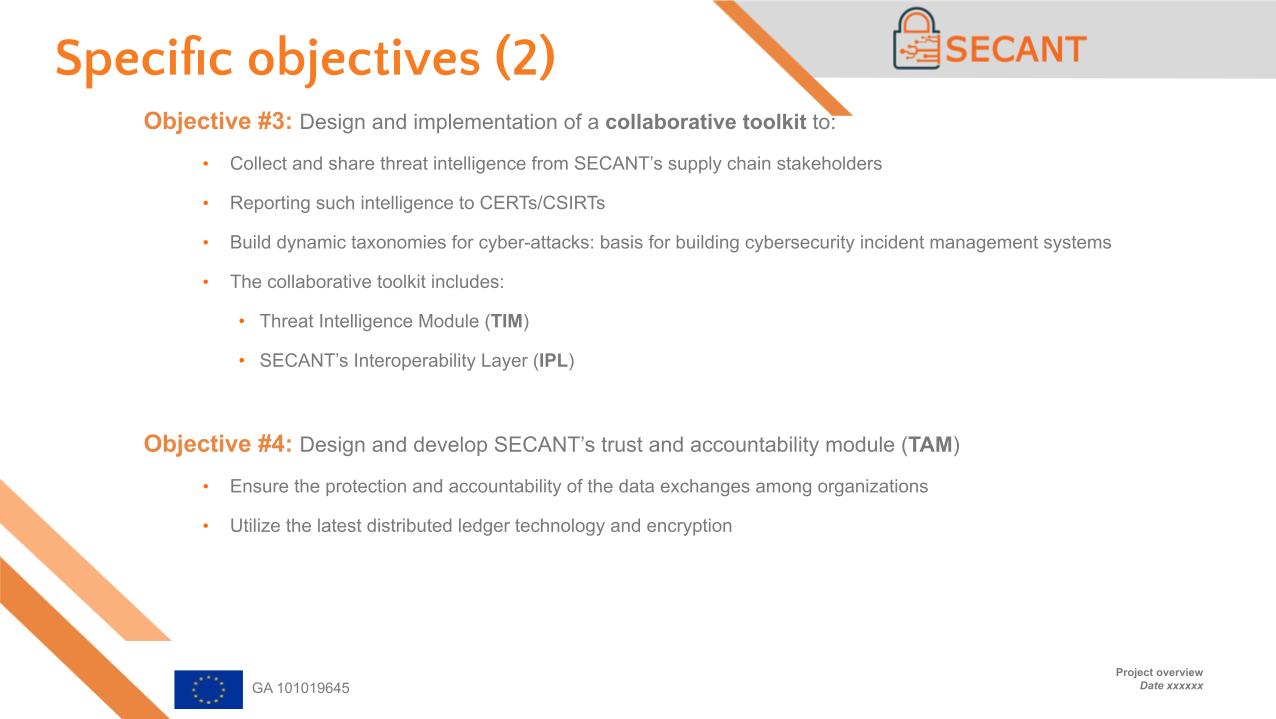 Specific objectives (2)
SECANT
Objective #3: Design and implementation of a collaborative toolkit to:
• Collect and share threat intelligence from SECANT’s supply chain stakeholders
• Reporting such intelligence to CERTs/CSIRTs
• Build dynamic taxonomies for cyber-attacks: basis for building cybersecurity incident management systems
• The collaborative toolkit includes:
• Threat Intelligence Module (TIM)
• SECANT’s Interoperability Layer (IPL)
Objective #4: Design and develop SECANT’s trust and accountability module (TAM)
• Ensure the protection and accountability of the data exchanges among organizations
• Utilize the latest distributed ledger technology and encryption
GA 101019645
Project overview
Date xxxxxx